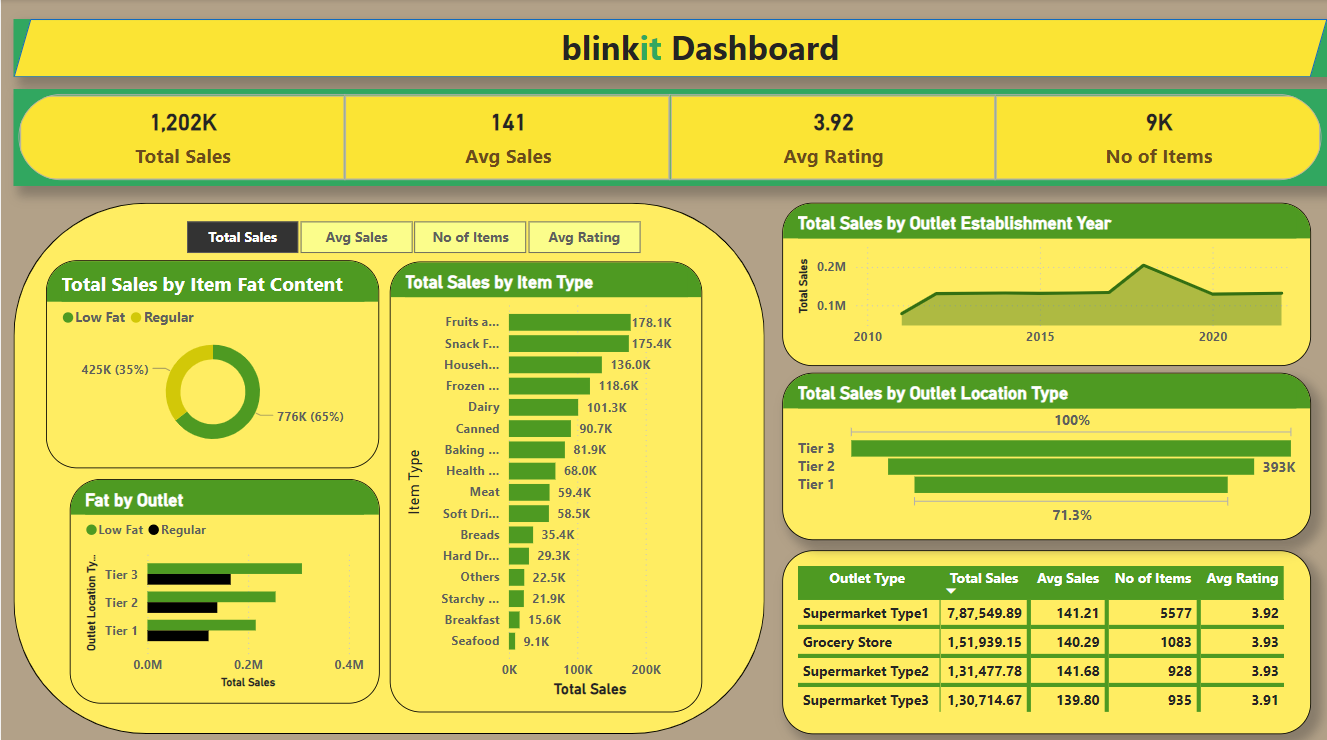 blinkit Dashboard
1,202K
Total Sales
141
Avg Sales
3.92
Avg Rating
9K
No of Items
Total Sales
Avg Sales
No of Items
Avg Rating
Total Sales by Item Fat Content
Low Fat Regular
425K (35%)
776K (65%)
Fat by Outlet
Low Fat Regular
Outlet Location Ty...
Tier 3
Tier 2
Tier 1
0.0M 0.2M 0.4M
Total Sales
Total Sales by Item Type
Item Type
Fruits a... 178.1K
Snack F... 175.4K
Househ... 136.0K
Frozen ... 118.6K
Dairy 101.3K
Canned 90.7K
Baking ... 81.9K
Health ... 68.0K
Meat 59.4K
Soft Dri... 58.5K
Breads 35.4K
Hard Dr... 29.3K
Others 22.5K
Starchy ... 21.9K
Breakfast 15.6K
Seafood 9.1K
0K 100K 200K
Total Sales
Total Sales by Outlet Establishment Year
Total Sales
0.2M
0.1M
2010 2015 2020
Total Sales by Outlet Location Type
100%
Tier 3
Tier 2 393K
Tier 1
71.3%
Outlet Type Total Sales Avg Sales No of Items Avg Rating
Supermarket Type1 7,87,549.89 141.21 5577 3.92
Grocery Store 1,51,939.15 140.29 1083 3.93
Supermarket Type2 1,31,477.78 141.68 928 3.93
Supermarket Type3 1,30,714.67 139.80 935 3.91